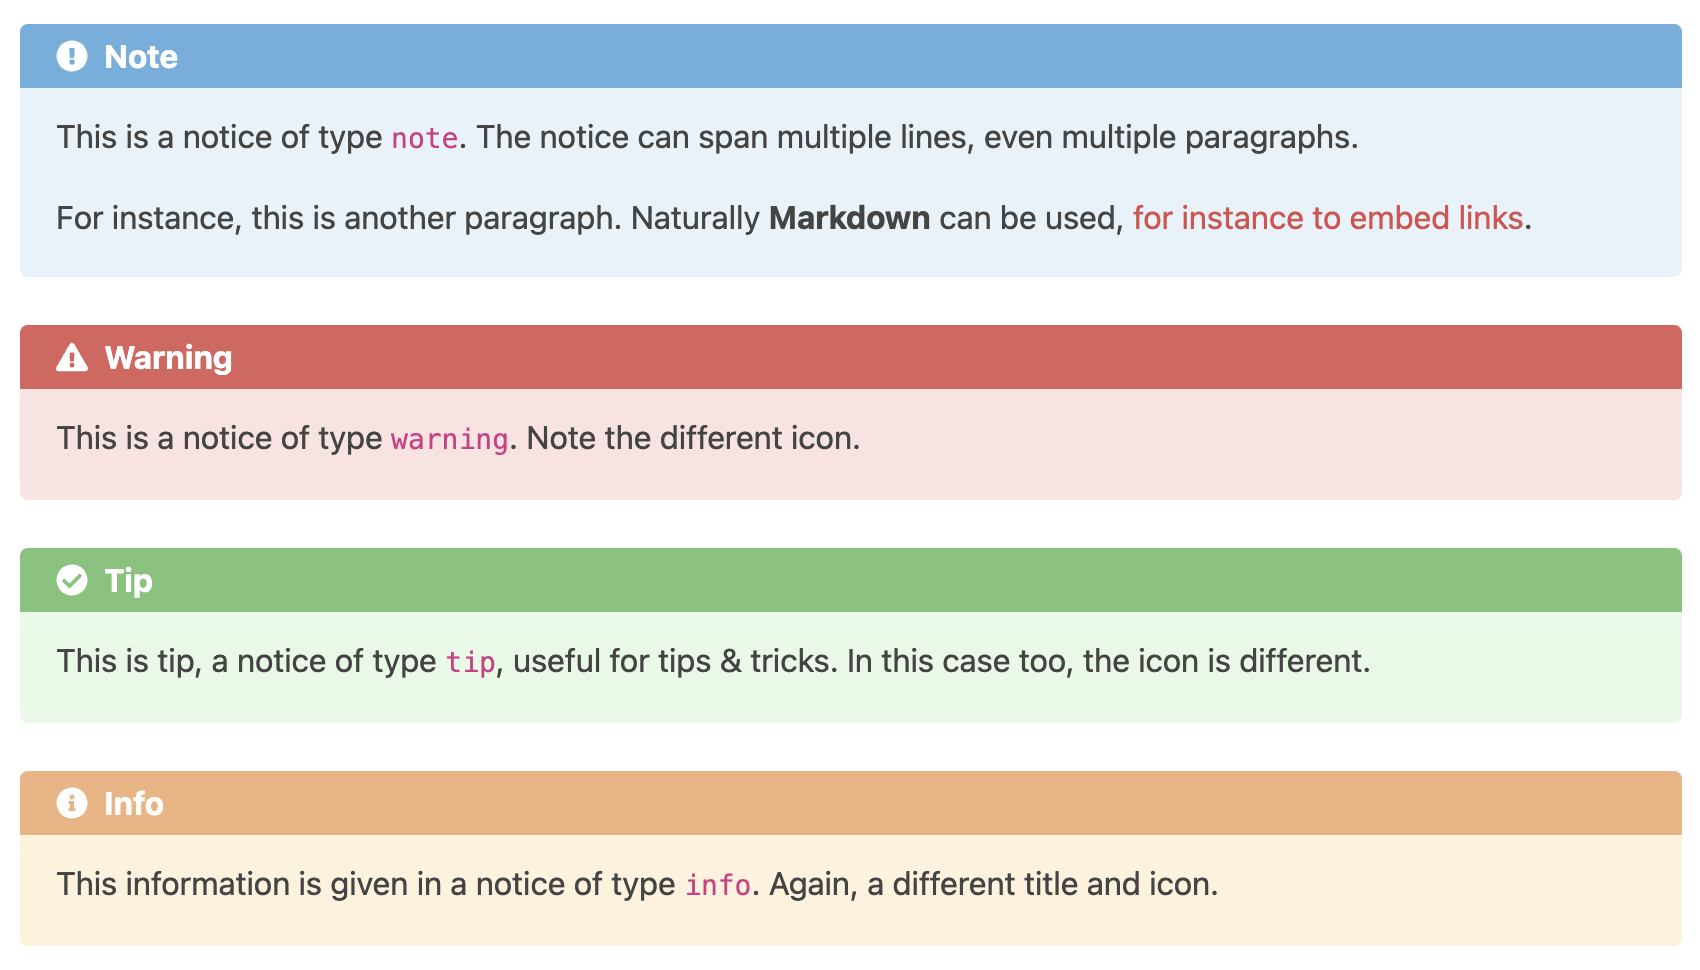 Note
This is a notice of type note. The notice can span multiple lines, even multiple paragraphs.
For instance, this is another paragraph. Naturally Markdown can be used, for instance to embed links.
Warning
This is a notice of type warning. Note the different icon.
Tip
This is tip, a notice of type tip, useful for tips & tricks. In this case too, the icon is different.
Info
This information is given in a notice of type info. Again, a different title and icon.